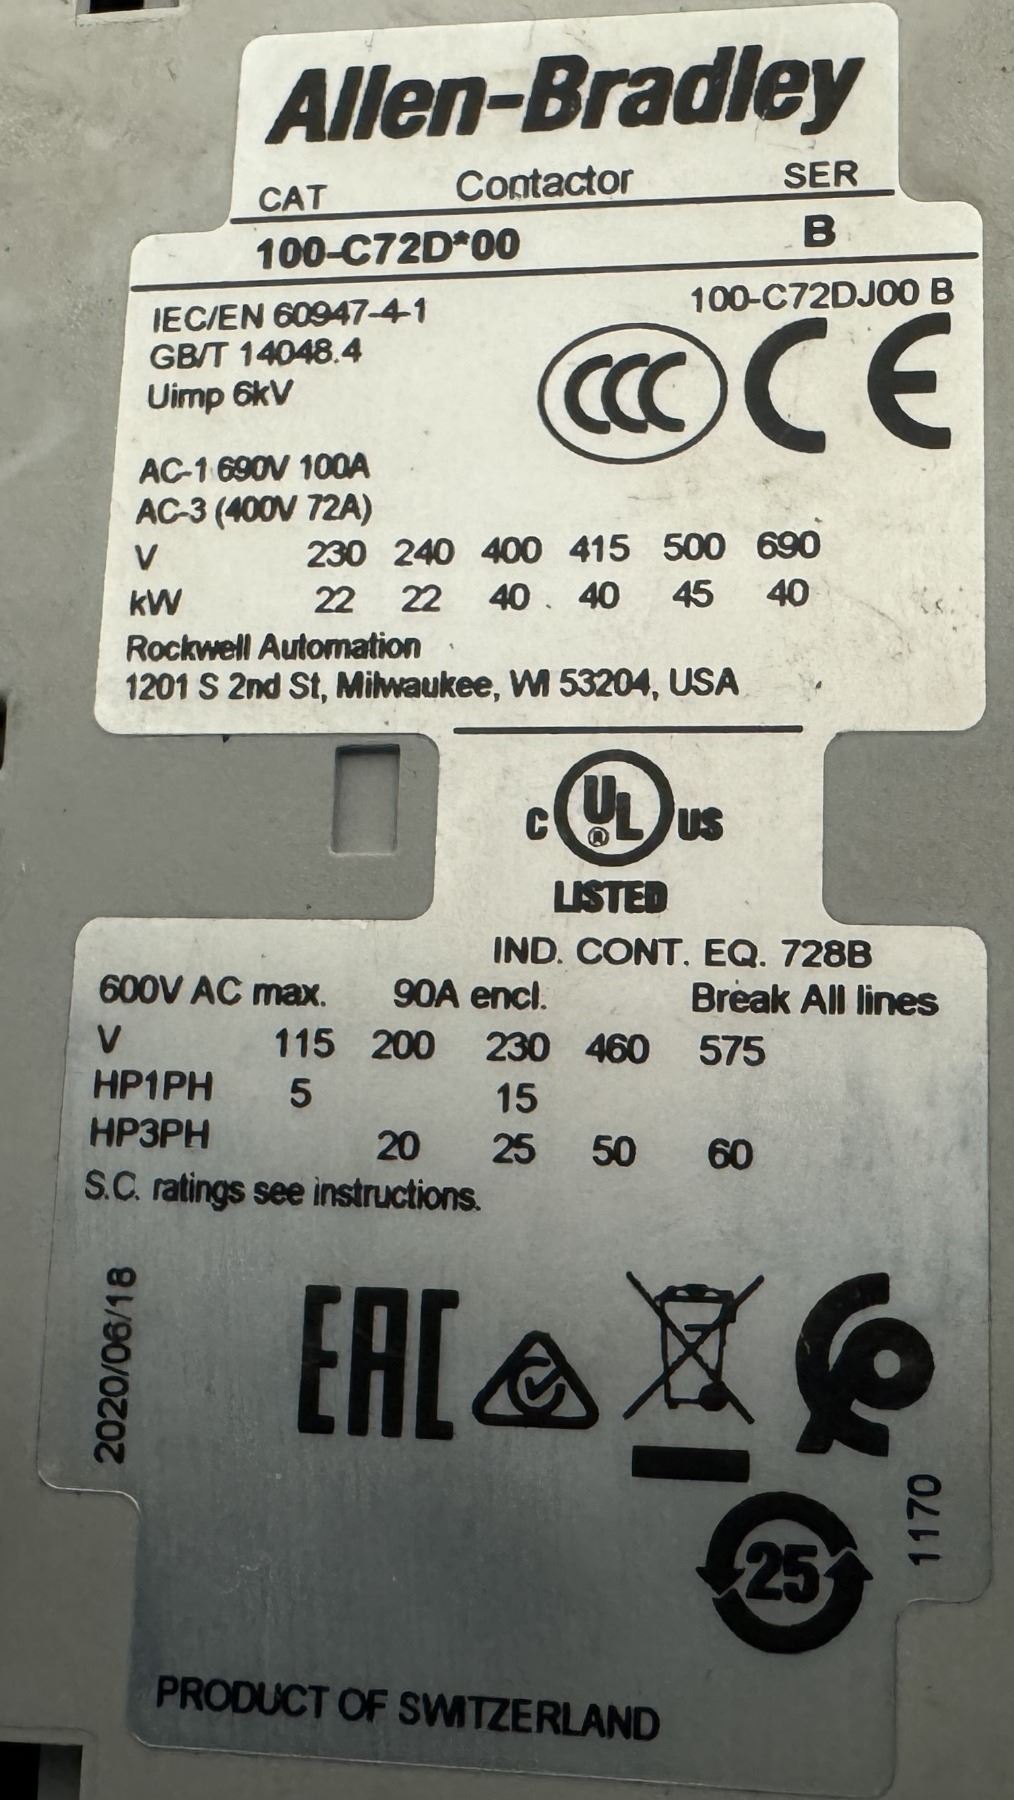 Allen-Bradley
CAT Contactor SER
100-C72D*00 B
IEC/EN 60947-4-1 100-C72DJ00 B
GB/T 14048.4
Uimp 6kV
CCC CE
AC-1 690V 100A
AC-3 (400V 72A)
V 230 240 400 415 500 690
kW 22 22 40 40 45 40
Rockwell Automation
1201 S 2nd St, Milwaukee, WI 53204, USA
C UL ® US
LISTED
IND. CONT. EQ. 728B
600V AC max. 90A encl. Break All lines
V 115 200 230 460 575
HP1PH 5 15
HP3PH 20 25 50 60
S.C. ratings see instructions.
2020/06/18
EAC
25
1170
PRODUCT OF SWITZERLAND